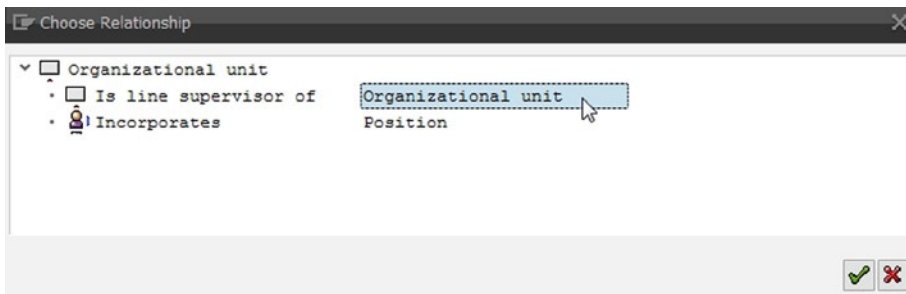 Choose Relationship
Organizational unit
Is line supervisor of Organizational unit
Incorporates Position